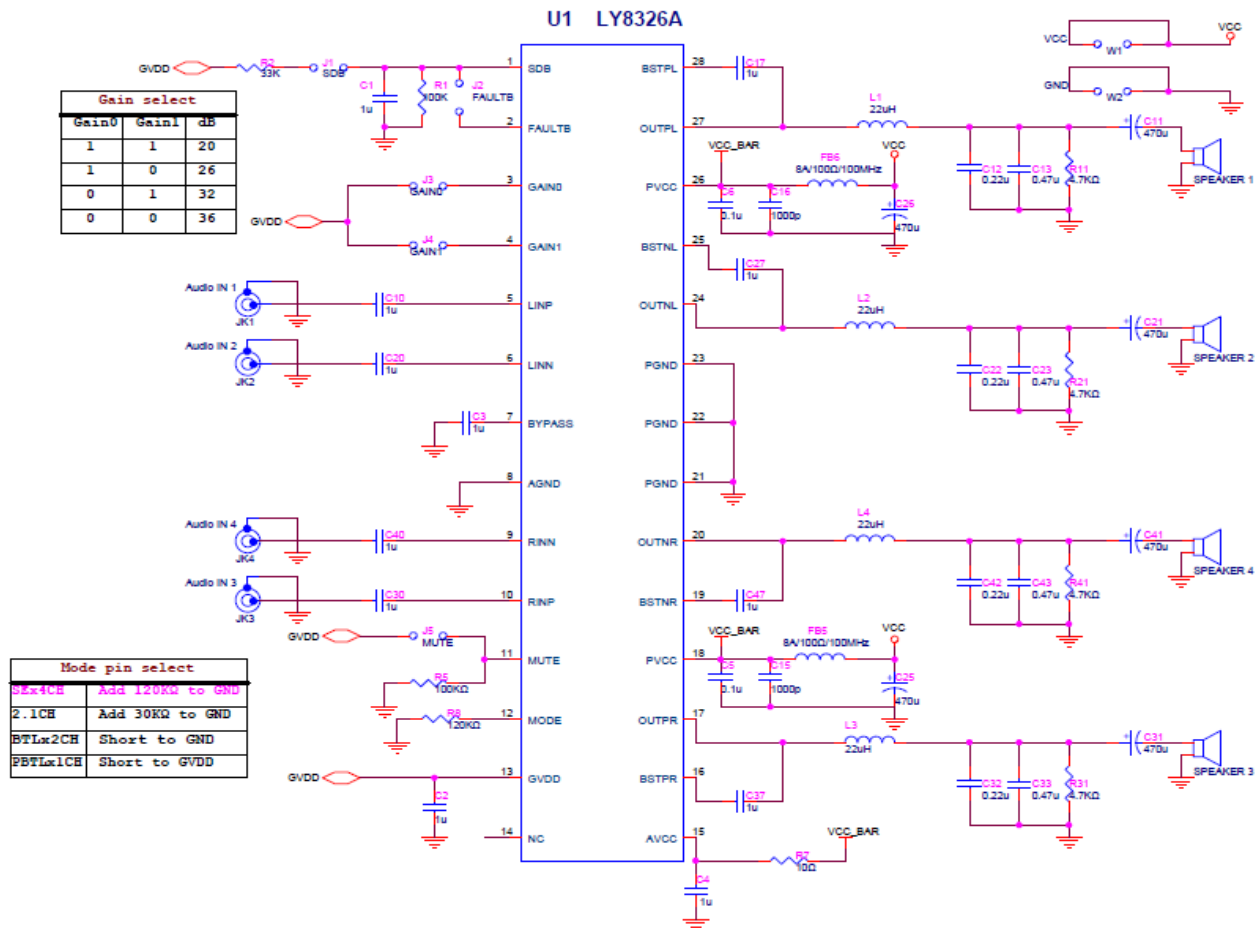 U1 LY8326A
GVDD
R2
33K
J1
SDB
C1
1u
R1
100K
J2
FAULTB
1 SDB
2 FAULTB
3 GAIN0
4 GAIN1
5 LINP
6 LINN
7 BYPASS
8 AGND
9 RINN
10 RINP
11 MUTE
12 MODE
13 GVDD
14 NC
Gain select
Gain0 Gain1 dB
1 1 20
1 0 26
0 1 32
0 0 36
GVDD
J3
GAIN0
J4
GAIN1
Audio IN 1
JK1
C10
1u
Audio IN 2
JK2
C20
1u
C3
1u
Audio IN 4
JK4
C40
1u
Audio IN 3
JK3
C30
1u
GVDD
J5
MUTE
R5
100KΩ
R6
120KΩ
Mode pin select
SEx4CH Add 120KΩ to GND
2.1CH Add 30KΩ to GND
BTLx2CH Short to GND
PBTLx1CH Short to GVDD
GVDD
C2
1u
BSTPL 28
OUTPL 27
PVCC 26
BSTNL 25
OUTNL 24
PGND 23
PGND 22
PGND 21
OUTNR 20
BSTNR 19
PVCC 18
OUTPR 17
BSTPR 16
AVCC 15
C17
1u
L1
22uH
VCC W1 VCC
GND W2
C12
0.22u
C13
0.47u
R11
4.7KΩ
C11
470u
SPEAKER 1
VCC_BAR
FB6
8A/100Ω/100MHz
VCC
C6
0.1u
C16
1000p
C26
470u
C27
1u
L2
22uH
C22
0.22u
C23
0.47u
R21
4.7KΩ
C21
470u
SPEAKER 2
L4
22uH
C47
1u
C42
0.22u
C43
0.47u
R41
4.7KΩ
C41
470u
SPEAKER 4
VCC_BAR
FB5
8A/100Ω/100MHz
VCC
C5
0.1u
C15
1000p
C25
470u
L3
22uH
C37
1u
C32
0.22u
C33
0.47u
R31
4.7KΩ
C31
470u
SPEAKER 3
VCC_BAR
R7
10Ω
C4
1u